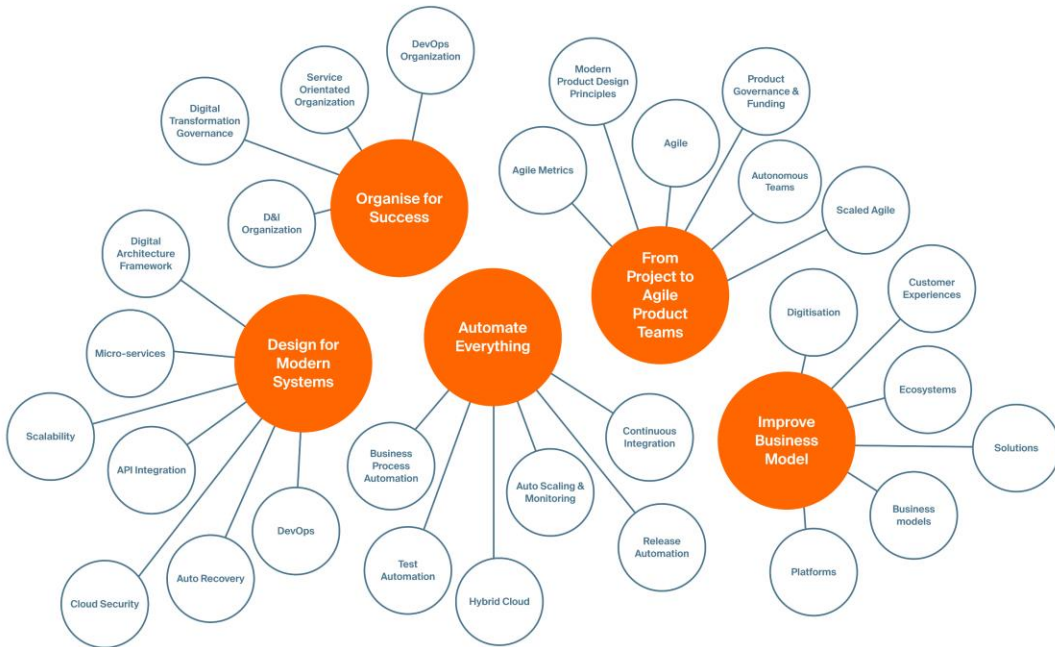 DevOps
Organization
Service
Orientated
Organization
Digital
Transformation
Governance
D&I
Organization
Organise for
Success
Modern
Product Design
Principles
Product
Governance &
Funding
Agile
Agile Metrics
Autonomous
Teams
Scaled Agile
From
Project to
Agile
Product
Teams
Digital
Architecture
Framework
Micro-services
Scalability
API Integration
Cloud Security
Auto Recovery
DevOps
Design for
Modern
Systems
Automate
Everything
Business
Process
Automation
Test
Automation
Hybrid Cloud
Auto Scaling &
Monitoring
Continuous
Integration
Release
Automation
Digitisation
Customer
Experiences
Ecosystems
Solutions
Business
models
Platforms
Improve
Business
Model